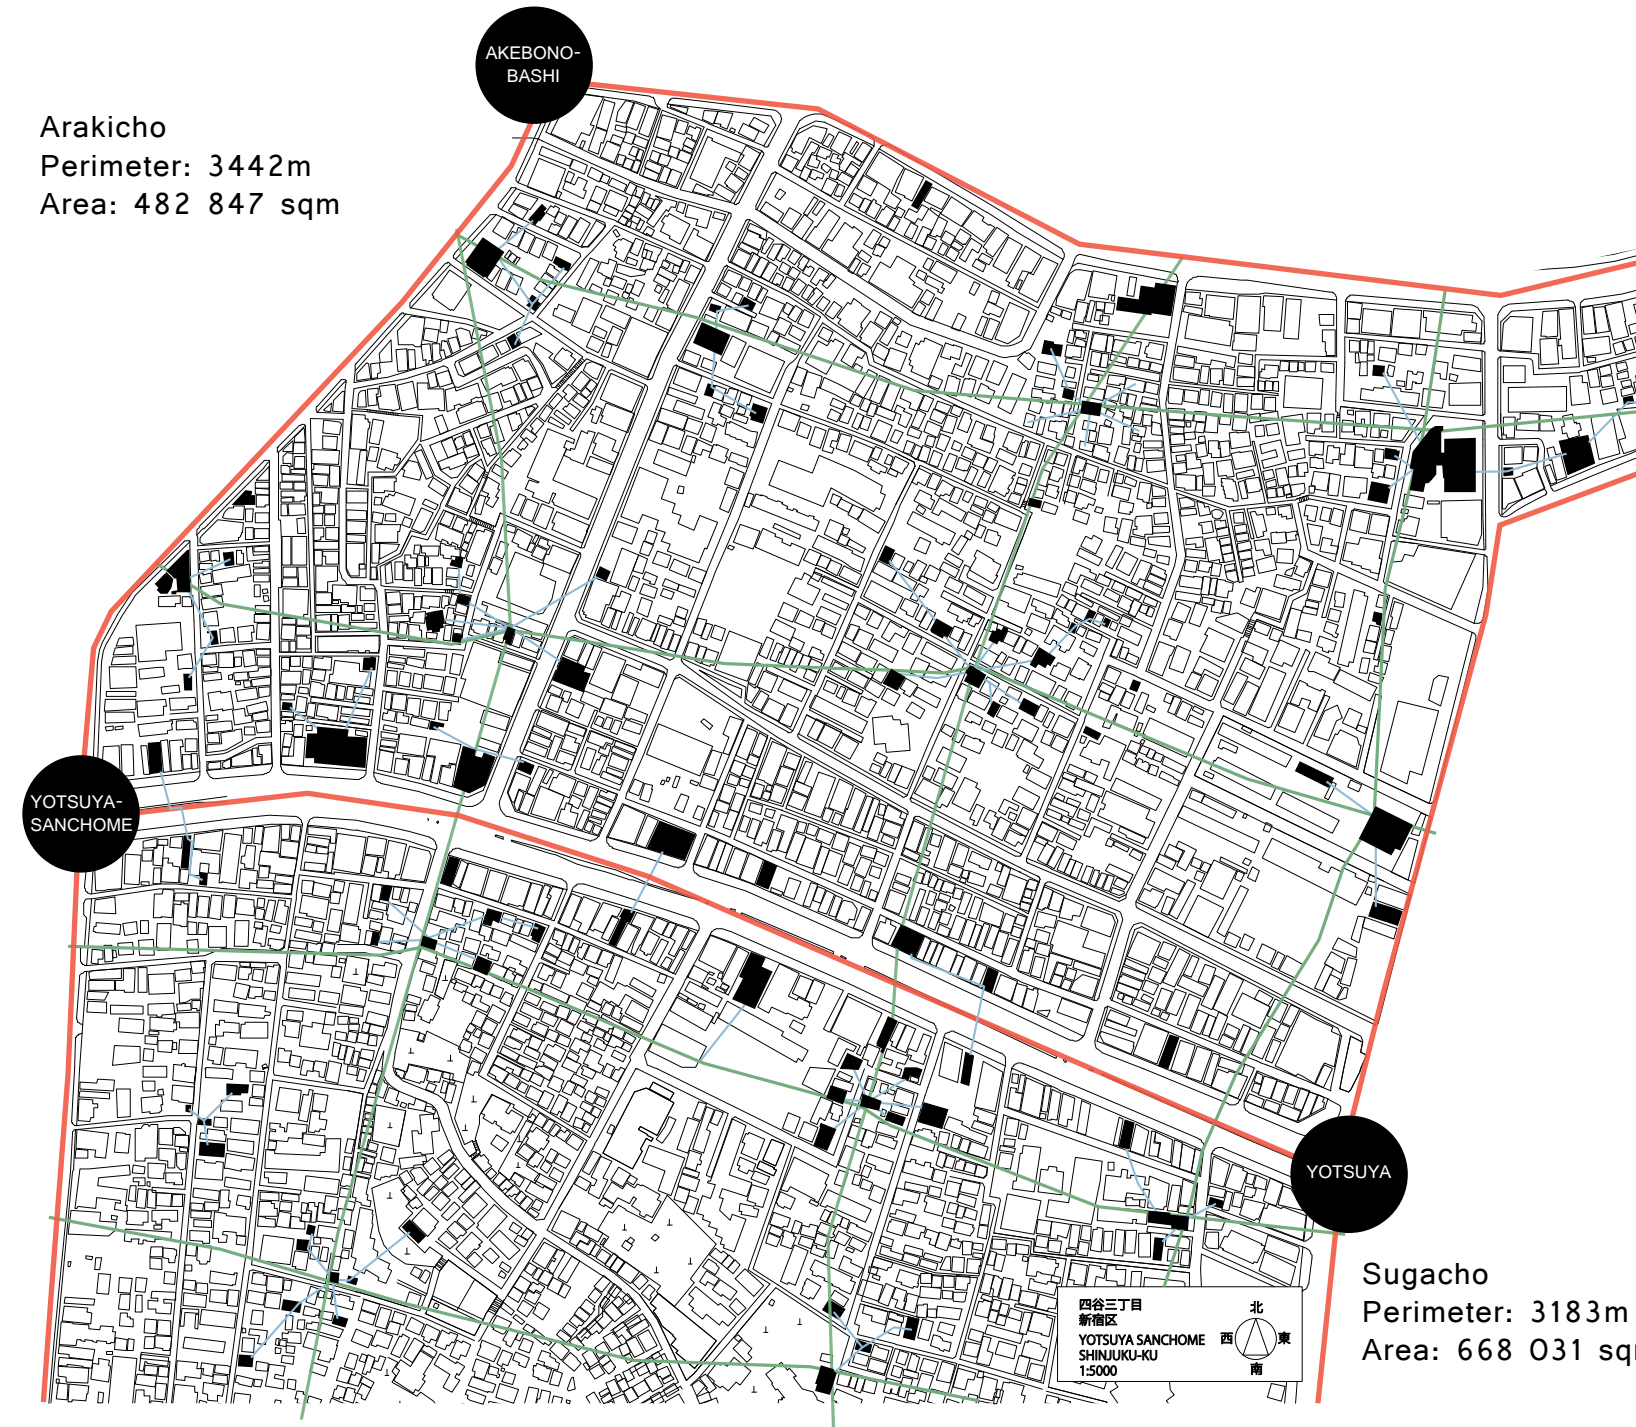 AKEBONO-
BASHI
Arakicho
Perimeter: 3442m
Area: 482 847 sqm
YOTSUYA-
SANCHOME
YOTSUYA
Sugacho
Perimeter: 3183m
Area: 668 031 sq
四谷三丁目
新宿区
YOTSUYA SANCHOME
SHINJUKU-KU
1:5000
北
西 東
南